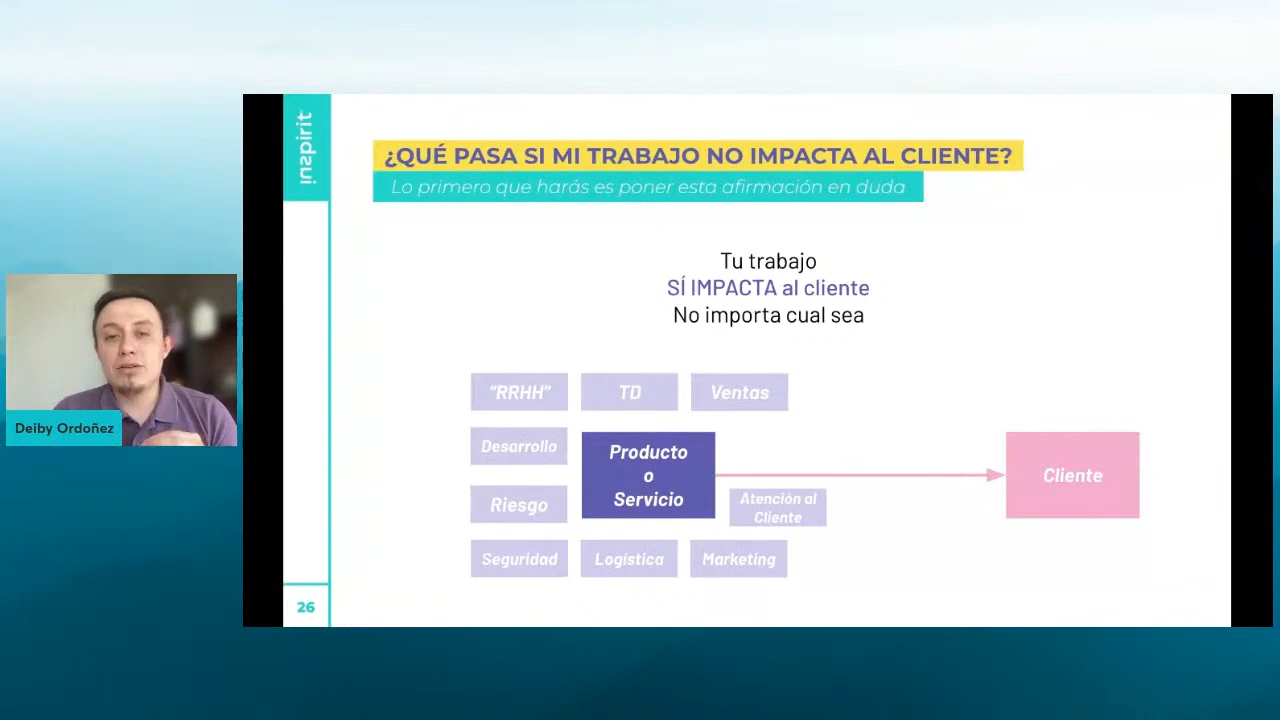 inspirit
¿QUÉ PASA SI MI TRABAJO NO IMPACTA AL CLIENTE?
Lo primero que harás es poner esta afirmación en duda
Tu trabajo
SÍ IMPACTA al cliente
No importa cual sea
“RRHH”
TD
Ventas
Desarrollo
Producto
o
Servicio
Cliente
Riesgo
Atención al
Cliente
Seguridad
Logística
Marketing
Deiby Ordoñez
26